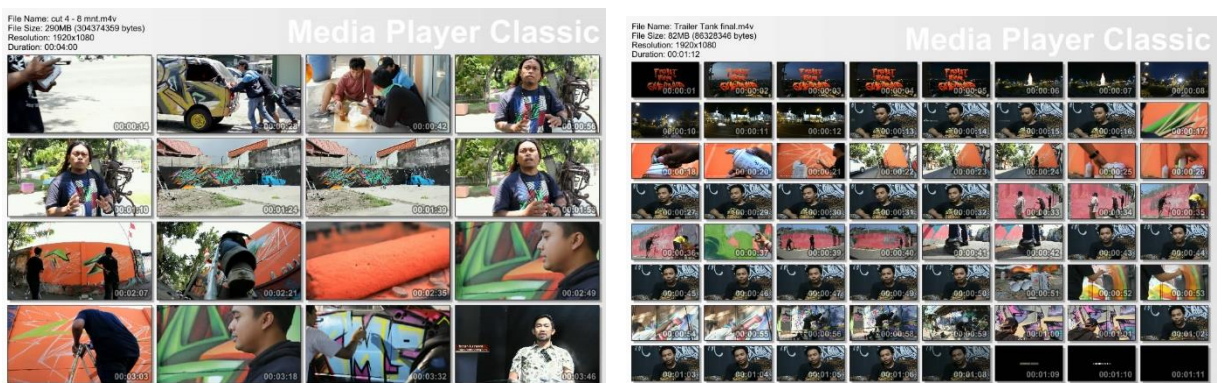 File Name: cut 4 - 8 mnt.m4v
File Size: 290MB (304374359 bytes)
Resolution: 1920x1080
Duration: 00:04:00
Media Player Classic
00:00:14 00:00:28 00:00:42 00:00:56
00:01:10 00:01:24 00:01:39 00:01:53
00:02:07 00:02:21 00:02:35 00:02:49
00:03:03 00:03:18 00:03:32 00:03:46
File Name: Trailer Tank final.m4v
File Size: 82MB (86328346 bytes)
Resolution: 1920x1080
Duration: 00:01:12
Media Player Classic
00:00:01 00:00:02 00:00:03 00:00:04 00:00:05 00:00:06 00:00:07 00:00:08
00:00:10 00:00:11 00:00:12 00:00:13 00:00:14 00:00:15 00:00:16 00:00:17
00:00:18 00:00:20 00:00:21 00:00:22 00:00:23 00:00:24 00:00:25 00:00:26
00:00:27 00:00:29 00:00:30 00:00:31 00:00:32 00:00:33 00:00:34 00:00:35
00:00:36 00:00:37 00:00:39 00:00:40 00:00:41 00:00:42 00:00:43 00:00:44
00:00:45 00:00:46 00:00:47 00:00:49 00:00:50 00:00:51 00:00:52 00:00:53
00:00:54 00:00:55 00:00:56 00:00:58 00:00:59 00:01:00 00:01:01 00:01:02
00:01:03 00:01:04 00:01:05 00:01:06 00:01:08 00:01:09 00:01:10 00:01:11